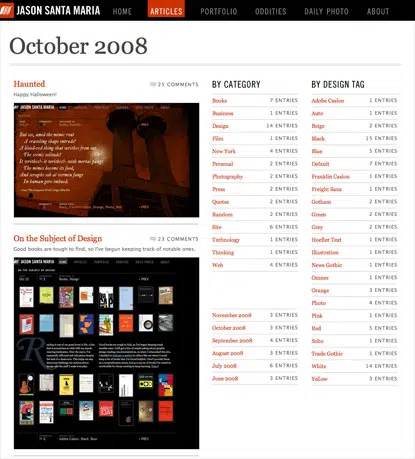 JASON SANTA MARIA HOME ARTICLES PORTFOLIO ODDITIES DAILY PHOTO ABOUT
October 2008
Haunted 25 COMMENTS
Happy Halloween!
JASON SANTA MARIA
But see, amid the mimic rout
A crawling shape intrude!
A blood-red thing that writhes from out
The scenic solitude!
It writhes!—it writhes!—with mortal pangs
The mimes become its food,
And seraphs sob at vermin fangs
In human gore imbued.
On the Subject of Design 23 COMMENTS
Good books are tough to find, so I've begun keeping track of notable ones.
JASON SANTA MARIA
BY CATEGORY
Books 7 ENTRIES
Business 1 ENTRIES
Design 14 ENTRIES
Film 1 ENTRIES
New York 4 ENTRIES
Personal 2 ENTRIES
Photography 2 ENTRIES
Press 2 ENTRIES
Quotes 2 ENTRIES
Random 2 ENTRIES
Site 6 ENTRIES
Technology 1 ENTRIES
Thinking 1 ENTRIES
Web 4 ENTRIES
November 2008 3 ENTRIES
October 2008 3 ENTRIES
September 2008 4 ENTRIES
August 2008 3 ENTRIES
July 2008 6 ENTRIES
June 2008 3 ENTRIES
BY DESIGN TAG
Adobe Caslon 1 ENTRIES
Auto 1 ENTRIES
Beige 2 ENTRIES
Black 15 ENTRIES
Blue 5 ENTRIES
Default 7 ENTRIES
Franklin Caslon 1 ENTRIES
Freight Sans 1 ENTRIES
Gotham 2 ENTRIES
Green 2 ENTRIES
Grey 2 ENTRIES
Hoefler Text 1 ENTRIES
Illustration 1 ENTRIES
News Gothic 1 ENTRIES
Omnes 1 ENTRIES
Orange 1 ENTRIES
Photo 4 ENTRIES
Pink 1 ENTRIES
Red 5 ENTRIES
Soho 1 ENTRIES
Trade Gothic 1 ENTRIES
White 14 ENTRIES
Yellow 3 ENTRIES